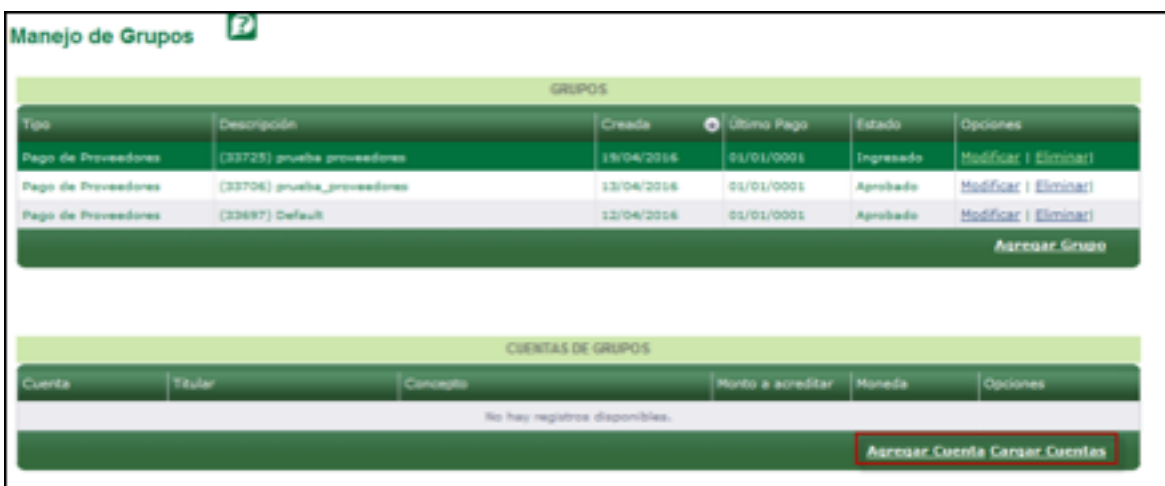 Manejo de Grupos ?
GRUPOS
Tipo Descripción Creada Último Pago Estado Opciones
Pago de Proveedores (33725) prueba proveedores 19/04/2016 01/01/0001 Ingresado Modificar | Eliminar|
Pago de Proveedores (33706) prueba_proveedores 13/04/2016 01/01/0001 Aprobado Modificar | Eliminar|
Pago de Proveedores (33697) Default 12/04/2016 01/01/0001 Aprobado Modificar | Eliminar|
Agregar Grupo
CUENTAS DE GRUPOS
Cuenta Titular Concepto Monto a acreditar Moneda Opciones
No hay registros disponibles.
Agregar Cuenta Cargar Cuentas